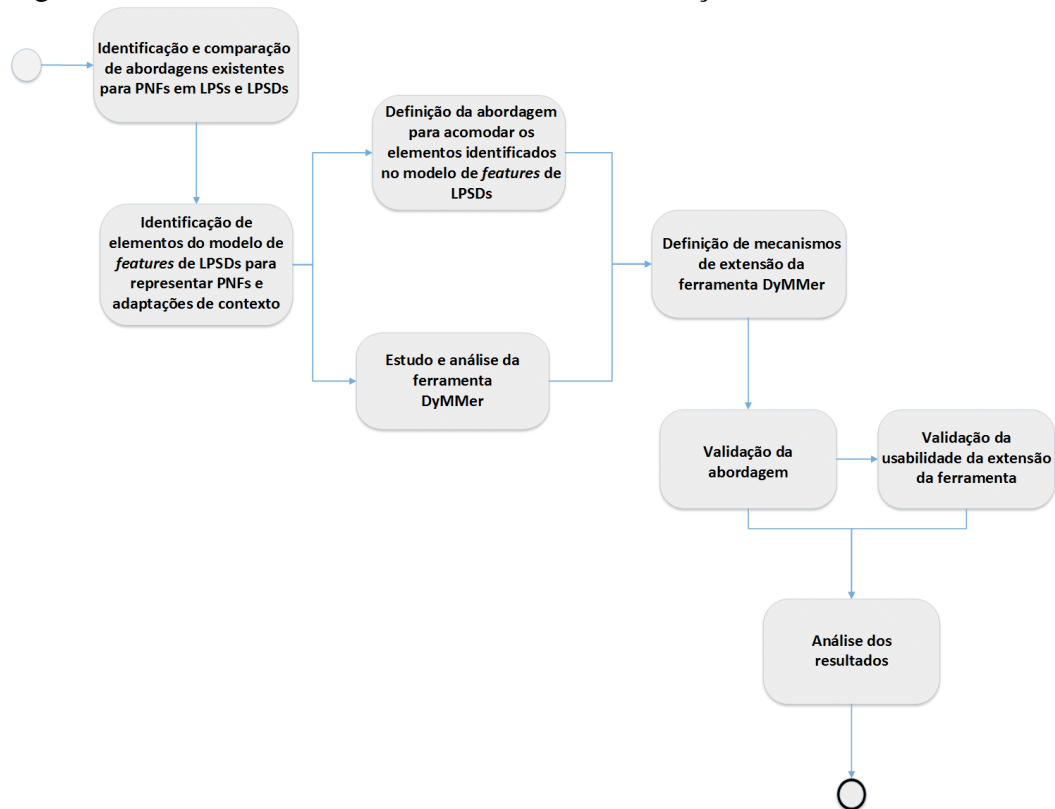 Identificação e comparação
de abordagens existentes
para PNFs em LPSs e LPSDs
Definição da abordagem
para acomodar os
elementos identificados
no modelo de features de
LPSDs
Identificação de
elementos do modelo de
features de LPSDs para
representar PNFs e
adaptações de contexto
Definição de mecanismos
de extensão da
ferramenta DyMMer
Estudo e análise da
ferramenta
DyMMer
Validação da
abordagem
Validação da
usabilidade da extensão
da ferramenta
Análise dos
resultados